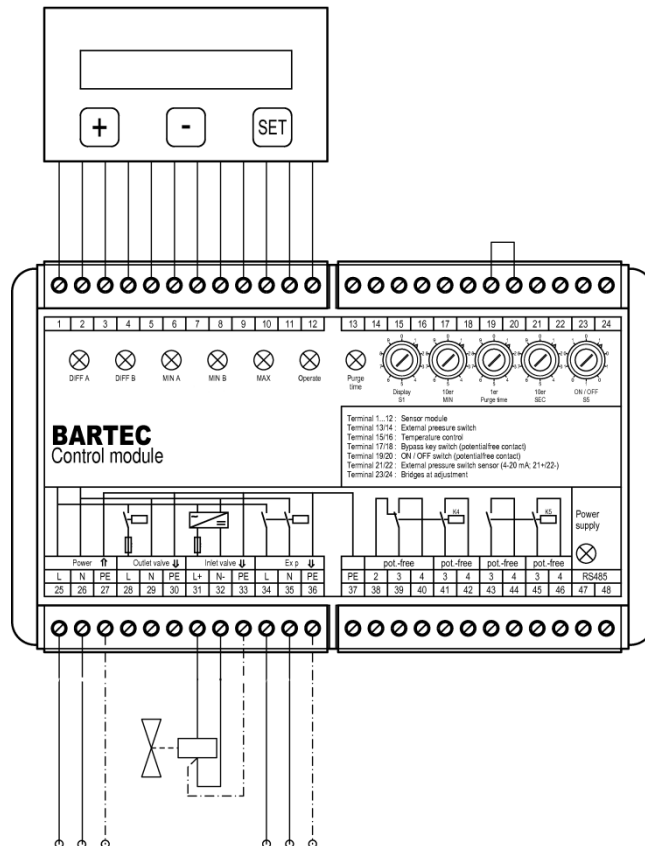 + - SET
1 2 3 4 5 6 7 8 9 10 11 12 13 14 15 16 17 18 19 20 21 22 23 24
DIFF A DIFF B MIN A MIN B MAX Operate Purge time
Display S1 10er MIN 1er Purge time 10er SEC ON / OFF S5
BARTEC
Control module
Terminal 1...12 : Sensor module
Terminal 13/14 : External preesure switch
Terminal 15/16 : Temperature control
Terminal 17/18 : Bypass key switch (potentialfree contact)
Terminal 19/20 : ON / OFF switch (potentialfree contact)
Terminal 21/22 : External pressure switch sensor (4-20 mA; 21+/22-)
Terminal 23/24 : Bridges at adjustment
K4 K5
Power supply
Power ⇑ Outlet valve ⇓ Inlet valve ⇓ Ex p ⇓ pot.-free pot.-free pot.-free pot.-free
L N PE L N PE L+ N- PE L N PE PE 2 3 4 3 4 3 4 3 4 RS485
25 26 27 28 29 30 31 32 33 34 35 36 37 38 39 40 41 42 43 44 45 46 47 48